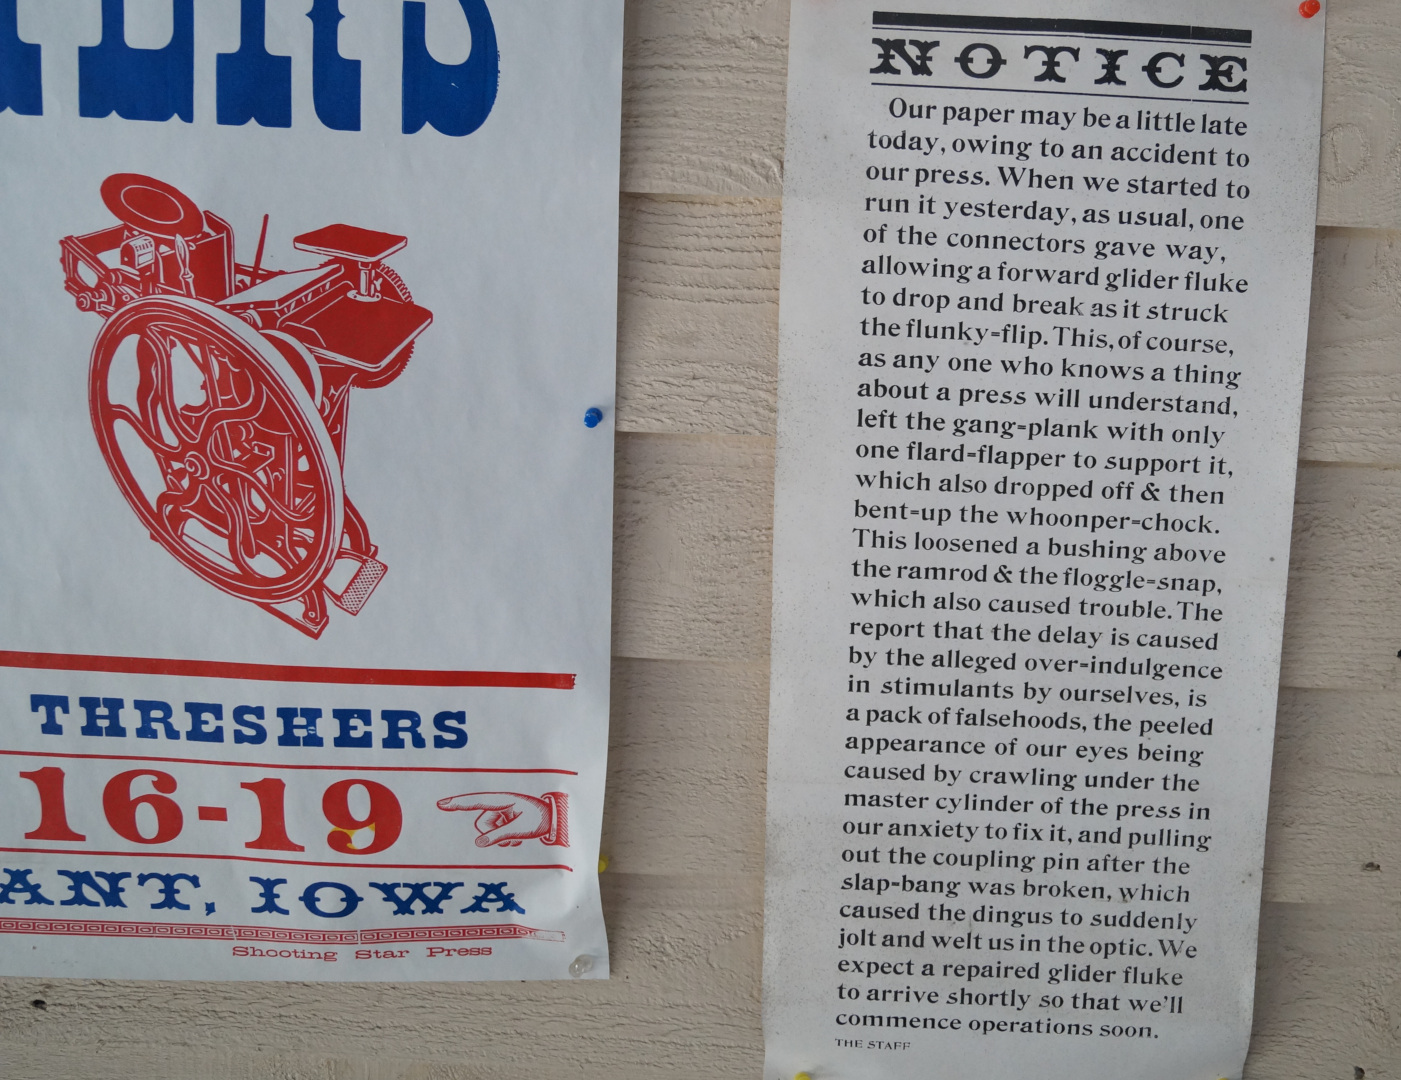 THRESHERS
16-19
ANT, IOWA
Shooting Star Press
NOTICE
Our paper may be a little late
today, owing to an accident to
our press. When we started to
run it yesterday, as usual, one
of the connectors gave way,
allowing a forward glider fluke
to drop and break as it struck
the flunky=flip. This, of course,
as any one who knows a thing
about a press will understand,
left the gang=plank with only
one flard=flapper to support it,
which also dropped off & then
bent=up the whoonper=chock.
This loosened a bushing above
the ramrod & the floggle=snap,
which also caused trouble. The
report that the delay is caused
by the alleged over=indulgence
in stimulants by ourselves, is
a pack of falsehoods, the peeled
appearance of our eyes being
caused by crawling under the
master cylinder of the press in
our anxiety to fix it, and pulling
out the coupling pin after the
slap-bang was broken, which
caused the dingus to suddenly
jolt and welt us in the optic. We
expect a repaired glider fluke
to arrive shortly so that we'll
commence operations soon.
THE STAFF